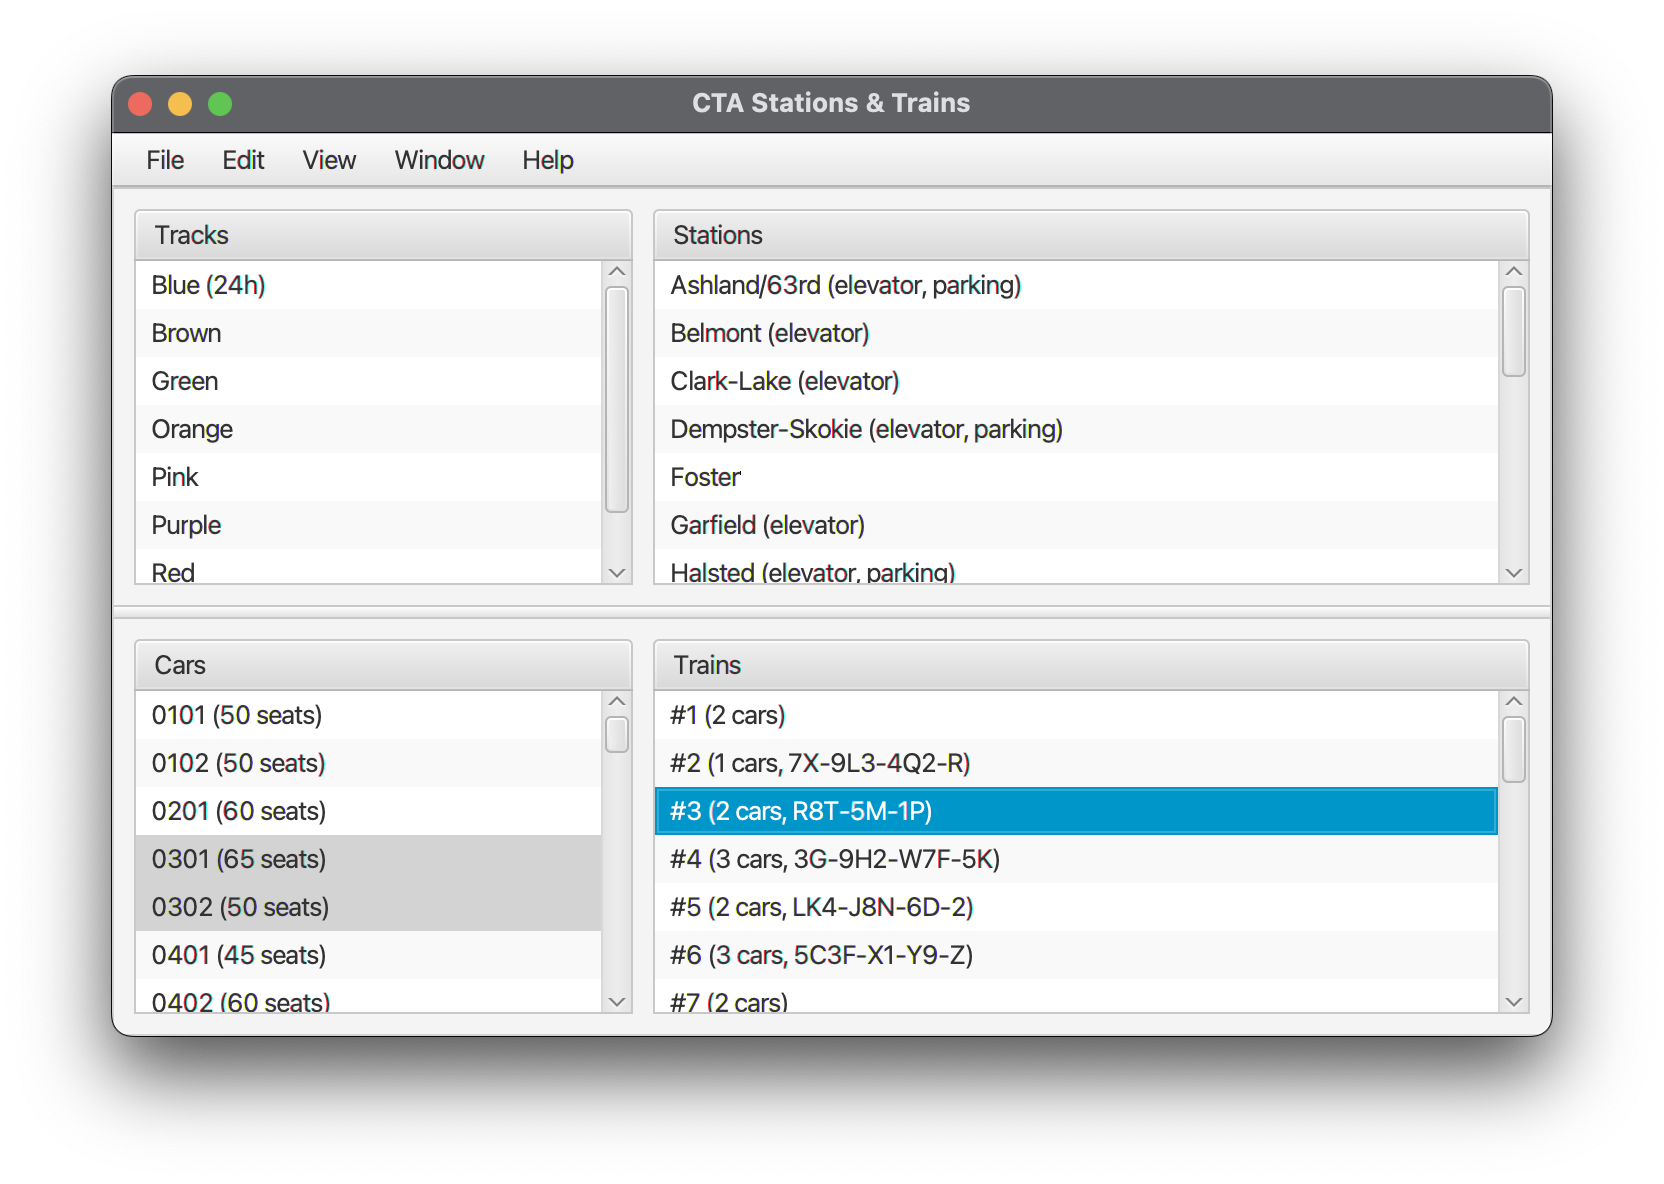 CTA Stations & Trains
File Edit View Window Help
Tracks
Blue (24h)
Brown
Green
Orange
Pink
Purple
Red
Stations
Ashland/63rd (elevator, parking)
Belmont (elevator)
Clark-Lake (elevator)
Dempster-Skokie (elevator, parking)
Foster
Garfield (elevator)
Halsted (elevator, parking)
Cars
0101 (50 seats)
0102 (50 seats)
0201 (60 seats)
0301 (65 seats)
0302 (50 seats)
0401 (45 seats)
0402 (60 seats)
Trains
#1 (2 cars)
#2 (1 cars, 7X-9L3-4Q2-R)
#3 (2 cars, R8T-5M-1P)
#4 (3 cars, 3G-9H2-W7F-5K)
#5 (2 cars, LK4-J8N-6D-2)
#6 (3 cars, 5C3F-X1-Y9-Z)
#7 (2 cars)